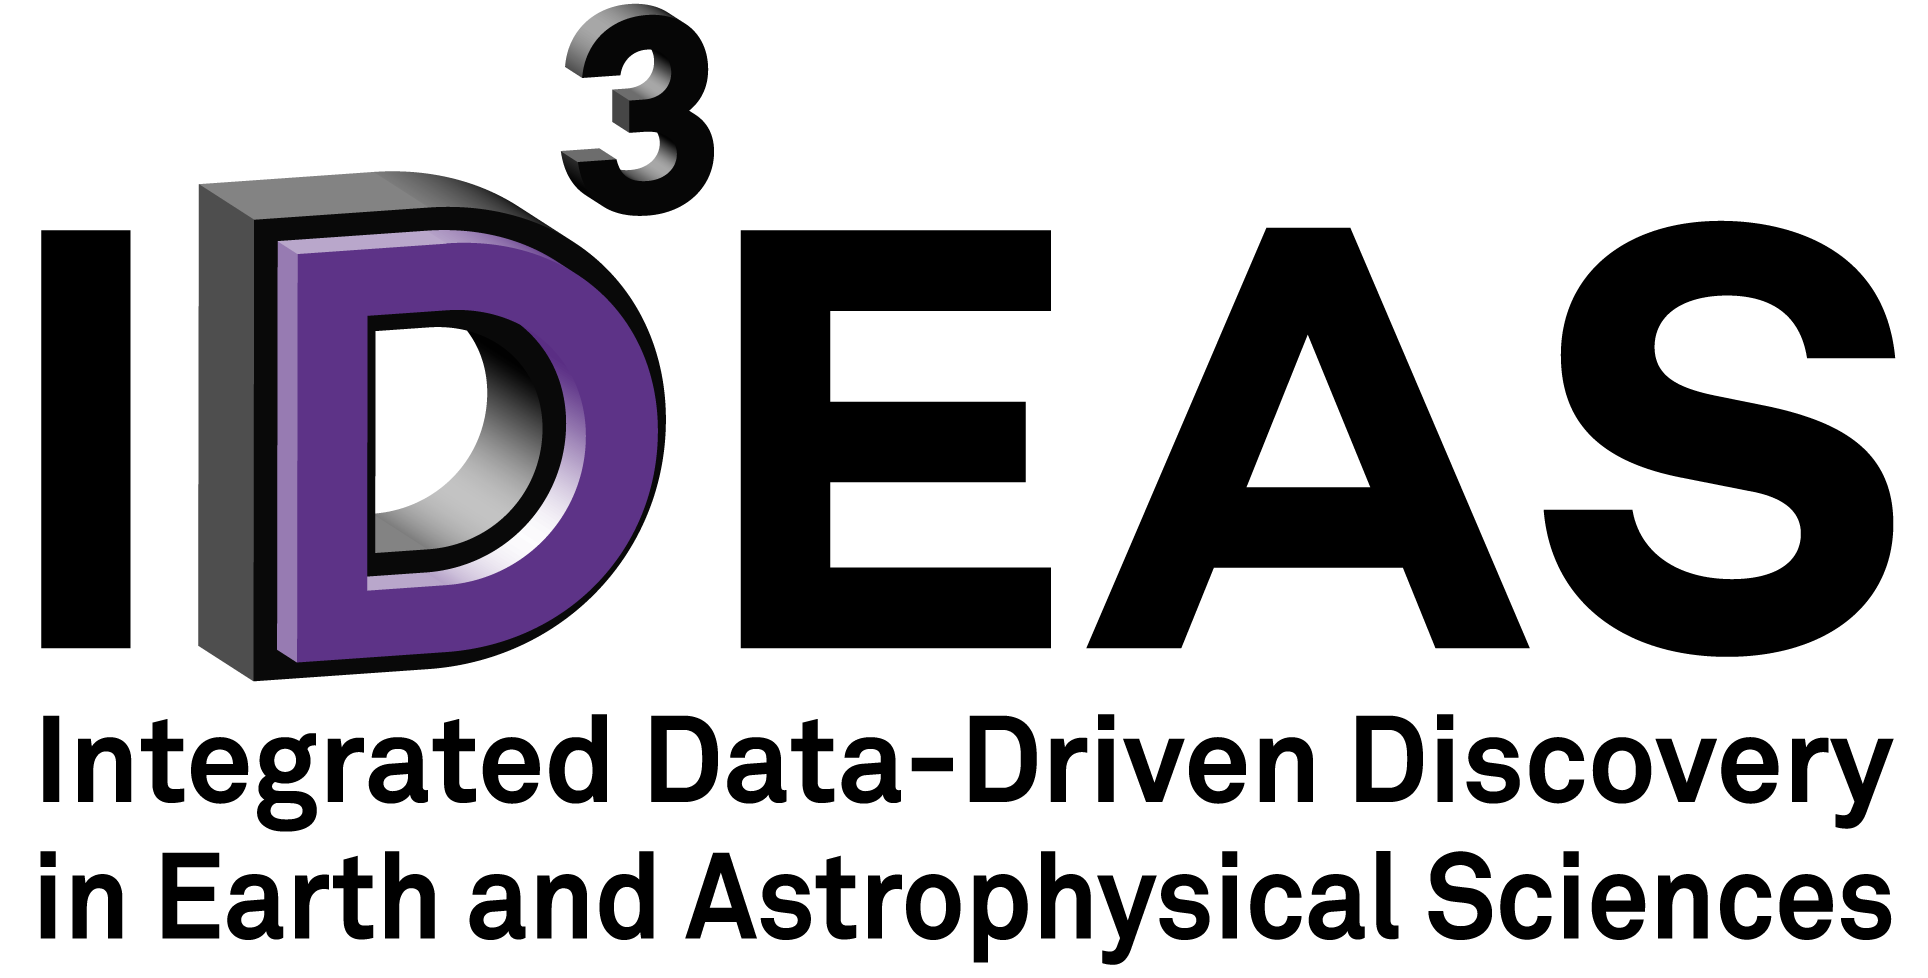 ID³EAS
Integrated Data-Driven Discovery
in Earth and Astrophysical Sciences